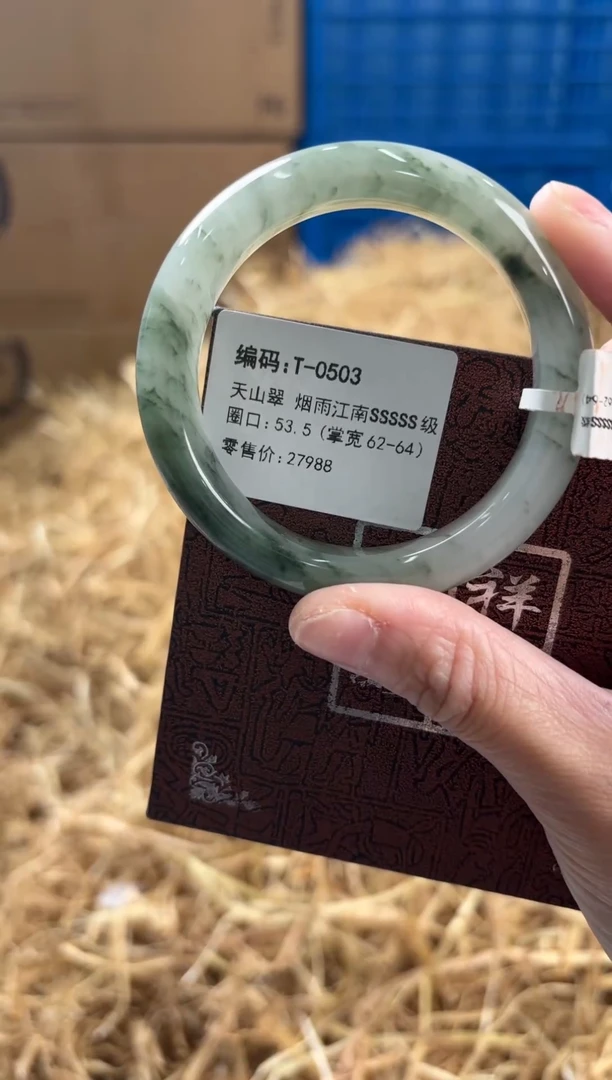 编码:T-0503
天山翠 烟雨江南SSSSS级
圈口:53.5(掌宽62-64)
零售价:27988
祥